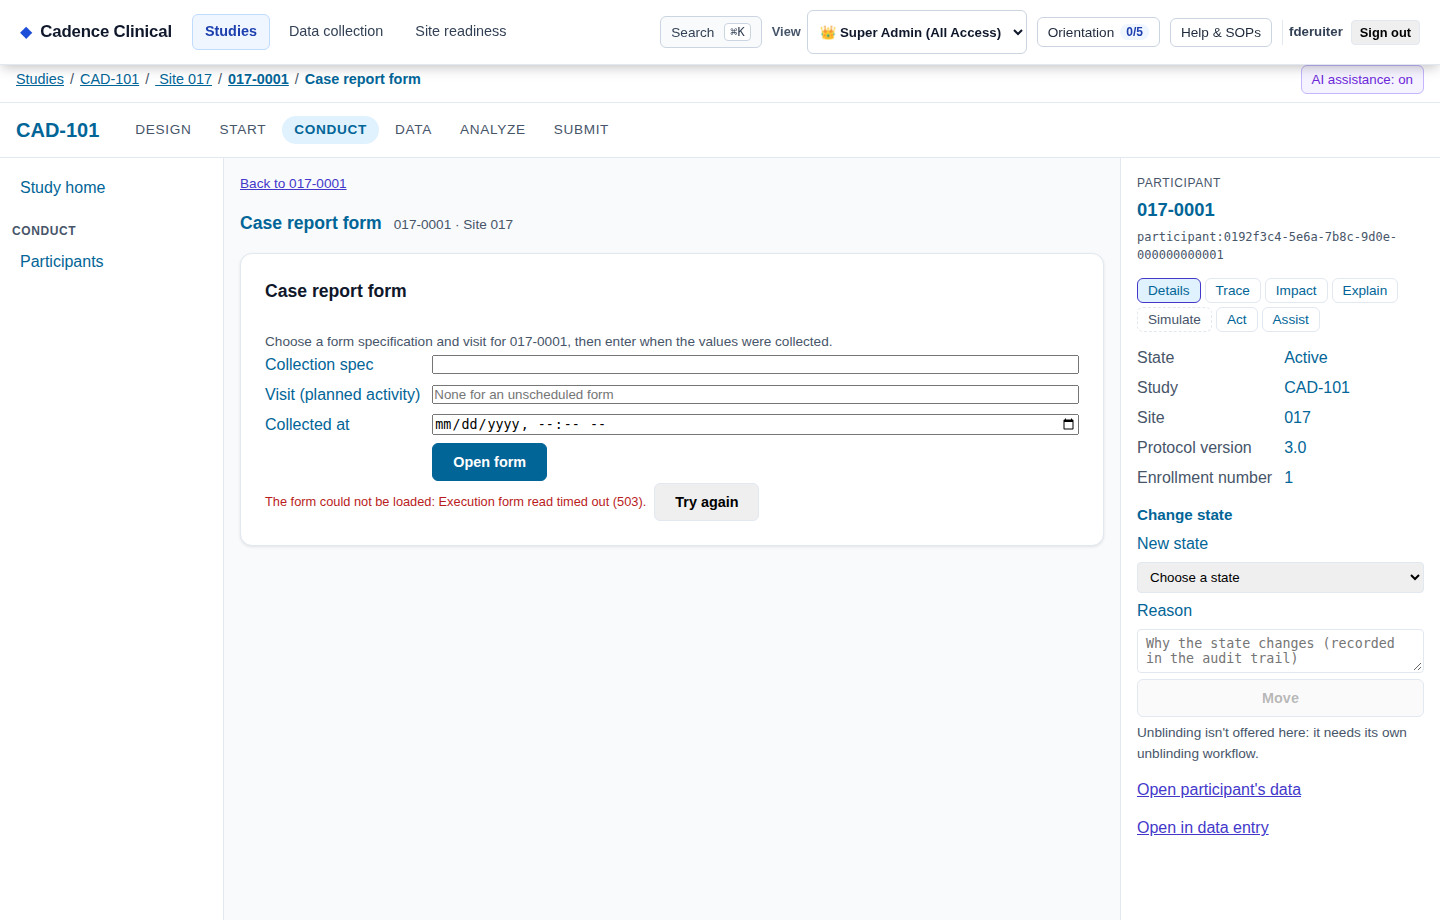 ◆ Cadence Clinical
Studies
Data collection
Site readiness
Search ⌘K
View
👑 Super Admin (All Access)
Orientation 0/5
Help & SOPs
fderuiter
Sign out
Studies / CAD-101 / Site 017 / 017-0001 / Case report form
AI assistance: on
CAD-101
DESIGN
START
CONDUCT
DATA
ANALYZE
SUBMIT
Study home
CONDUCT
Participants
Back to 017-0001
Case report form 017-0001 · Site 017
Case report form
Choose a form specification and visit for 017-0001, then enter when the values were collected.
Collection spec
Visit (planned activity) None for an unscheduled form
Collected at mm/dd/yyyy, --:-- --
Open form
The form could not be loaded: Execution form read timed out (503). Try again
PARTICIPANT
017-0001
participant:0192f3c4-5e6a-7b8c-9d0e-
000000000001
Details Trace Impact Explain
Simulate Act Assist
State Active
Study CAD-101
Site 017
Protocol version 3.0
Enrollment number 1
Change state
New state
Choose a state
Reason
Why the state changes (recorded
in the audit trail)
Move
Unblinding isn't offered here: it needs its own
unblinding workflow.
Open participant's data
Open in data entry